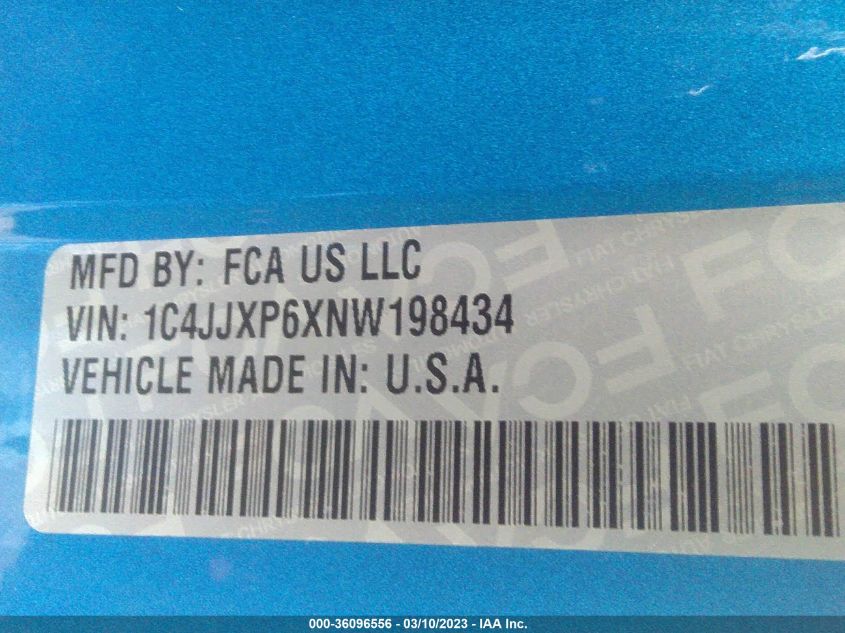 MFD BY: FCA US LLC
VIN: 1C4JJXP6XNW198434
VEHICLE MADE IN: U.S.A.
000-36096556 - 03/10/2023 - IAA Inc.